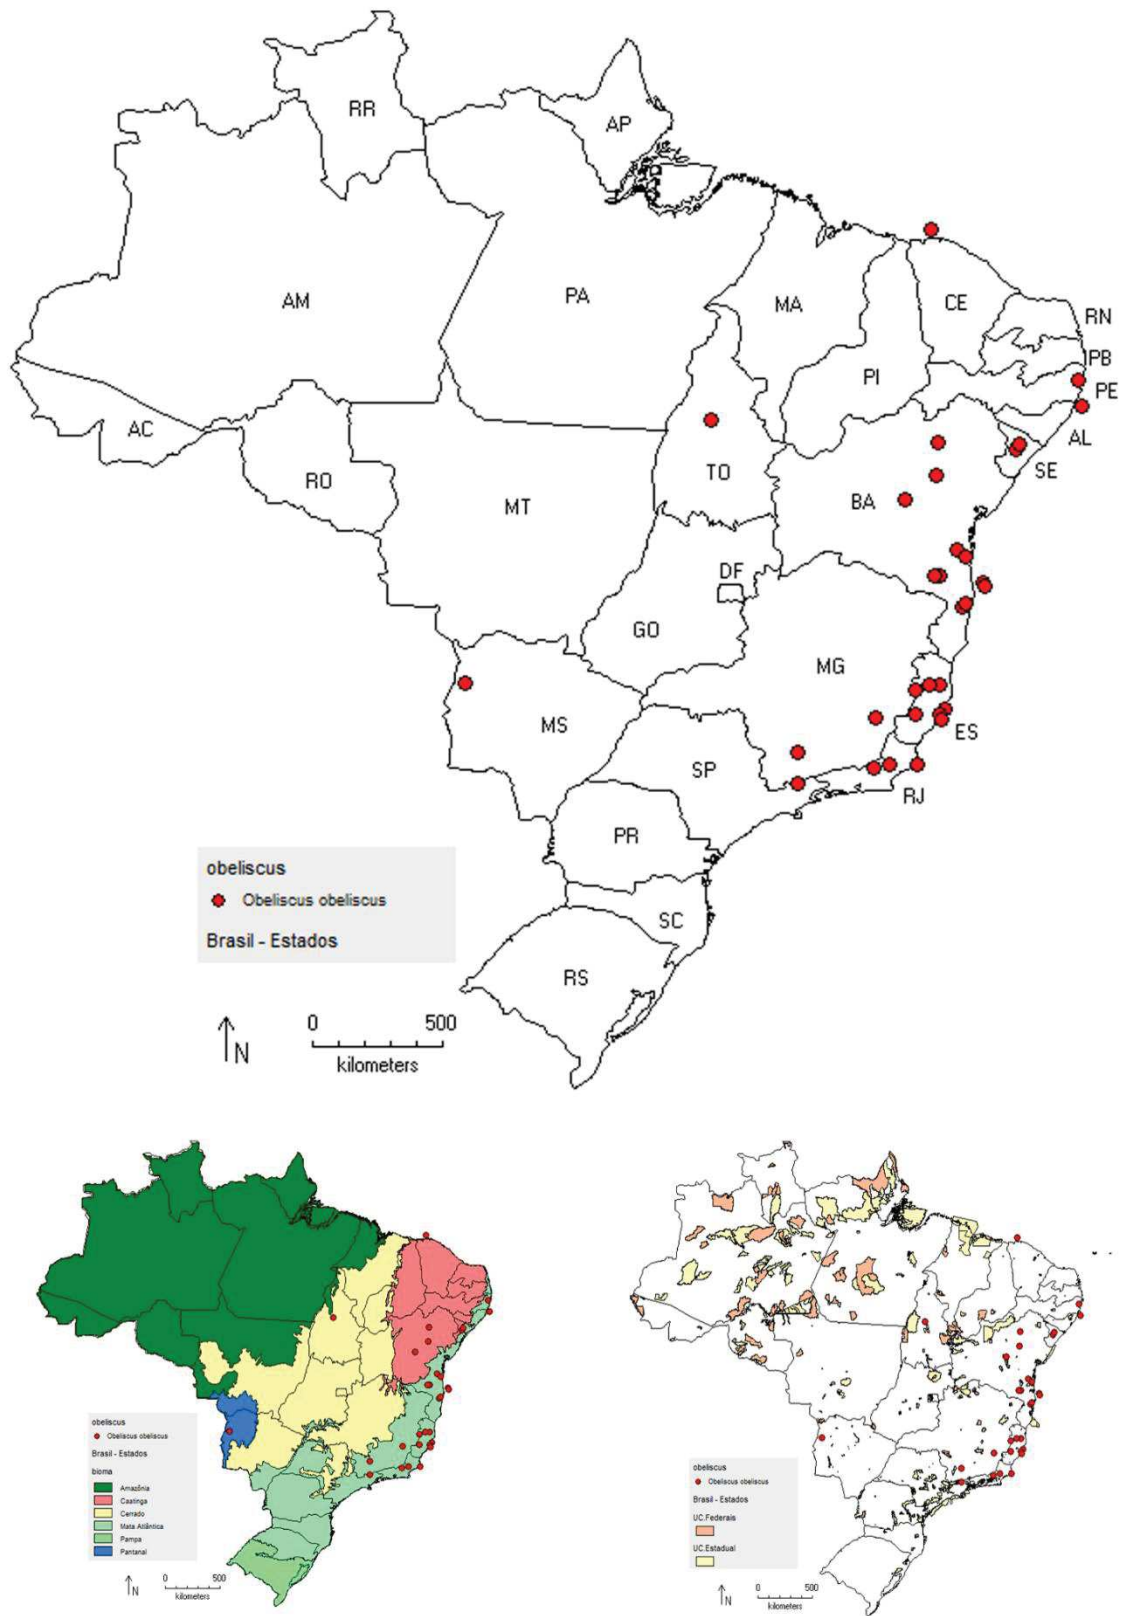 RR
AP
AM
PA
MA
CE
RN
PB
PI
PE
AC
AL
TO
SE
RO
BA
MT
DF
GO
MG
MS
ES
SP
RJ
PR
SC
RS
obeliscus
Obeliscus obeliscus
Brasil - Estados
N
0 500
kilometers
obeliscus
Obeliscus obeliscus
Brasil - Estados
bioma
Amazônia
Caatinga
Cerrado
Mata Atlântica
Pampa
Pantanal
N
0 500
kilometers
obeliscus
Obeliscus obeliscus
Brasil - Estados
UC.Federais
UC.Estadual
N
0 500
kilometers